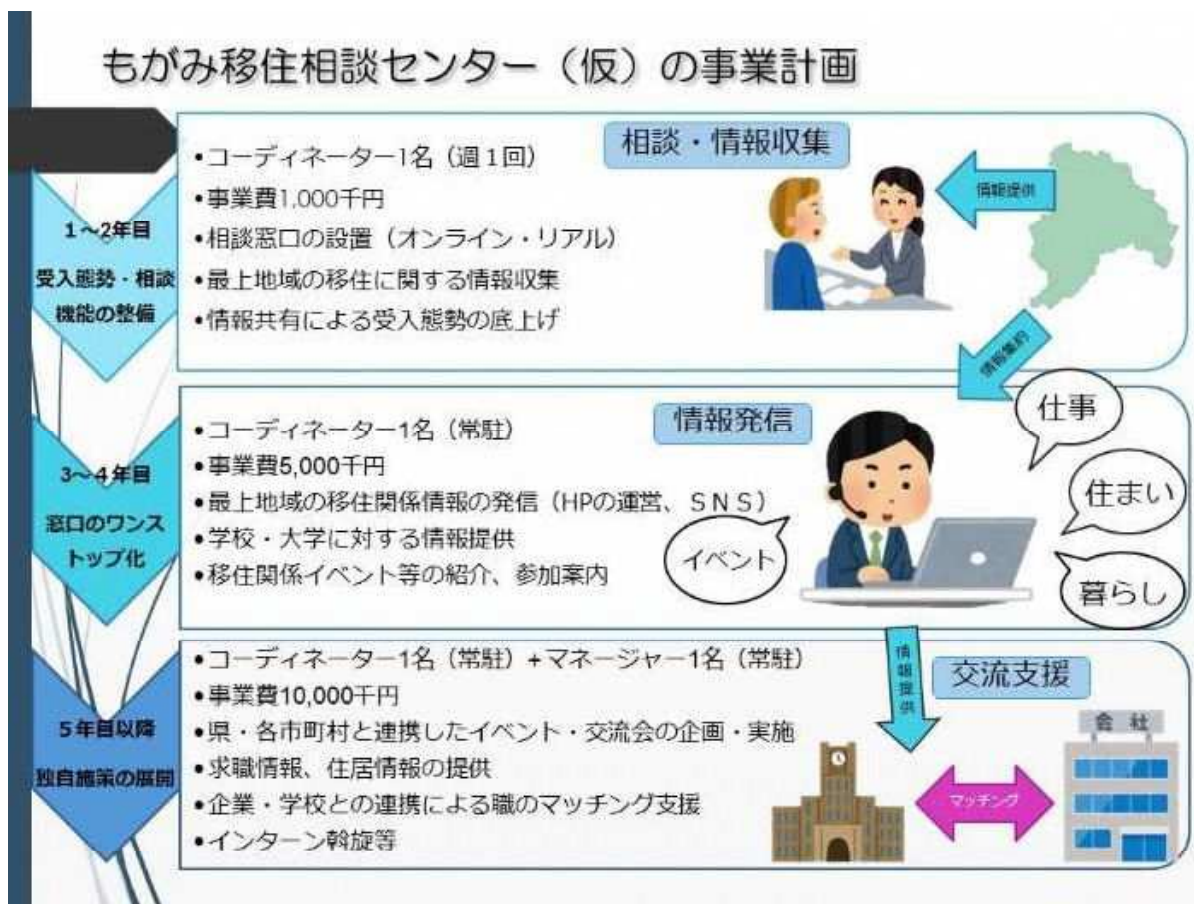 もがみ移住相談センター（仮）の事業計画
1～2年目
受入態勢・相談
機能の整備
相談・情報収集
•コーディネーター1名（週１回）
•事業費1,000千円
•相談窓口の設置（オンライン・リアル）
•最上地域の移住に関する情報収集
•情報共有による受入態勢の底上げ
情報提供
情報集約
3～４年目
窓口のワンス
トップ化
情報発信
•コーディネーター1名（常駐）
•事業費5,000千円
•最上地域の移住関係情報の発信（HPの運営、ＳＮＳ）
•学校・大学に対する情報提供
•移住関係イベント等の紹介、参加案内
イベント
仕事
住まい
暮らし
情報提供
５年目以降
独自施策の展開
交流支援
•コーディネーター1名（常駐）+マネージャー1名（常駐）
•事業費10,000千円
•県・各市町村と連携したイベント・交流会の企画・実施
•求職情報、住居情報の提供
•企業・学校との連携による職のマッチング支援
•インターン斡旋等
マッチング
会社